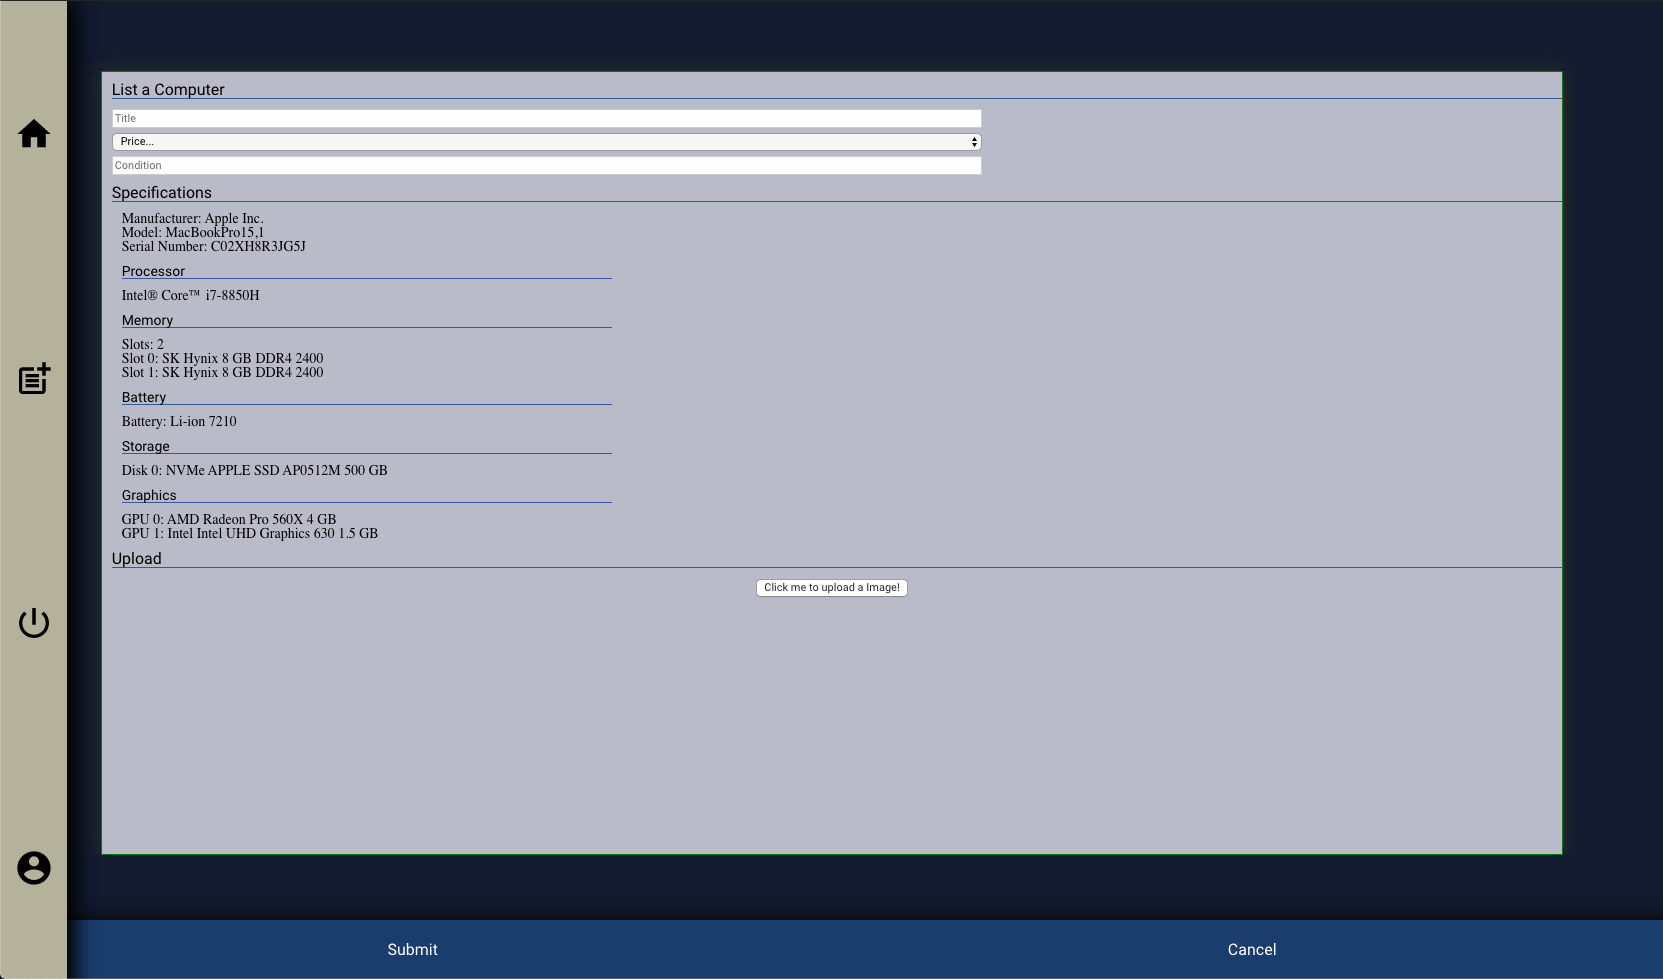 List a Computer
Title
Price...
Condition
Specifications
Manufacturer: Apple Inc.
Model: MacBookPro15,1
Serial Number: C02XH8R3JG5J
Processor
Intel® Core™ i7-8850H
Memory
Slots: 2
Slot 0: SK Hynix 8 GB DDR4 2400
Slot 1: SK Hynix 8 GB DDR4 2400
Battery
Battery: Li-ion 7210
Storage
Disk 0: NVMe APPLE SSD AP0512M 500 GB
Graphics
GPU 0: AMD Radeon Pro 560X 4 GB
GPU 1: Intel Intel UHD Graphics 630 1.5 GB
Upload
Click me to upload a Image!
Submit
Cancel